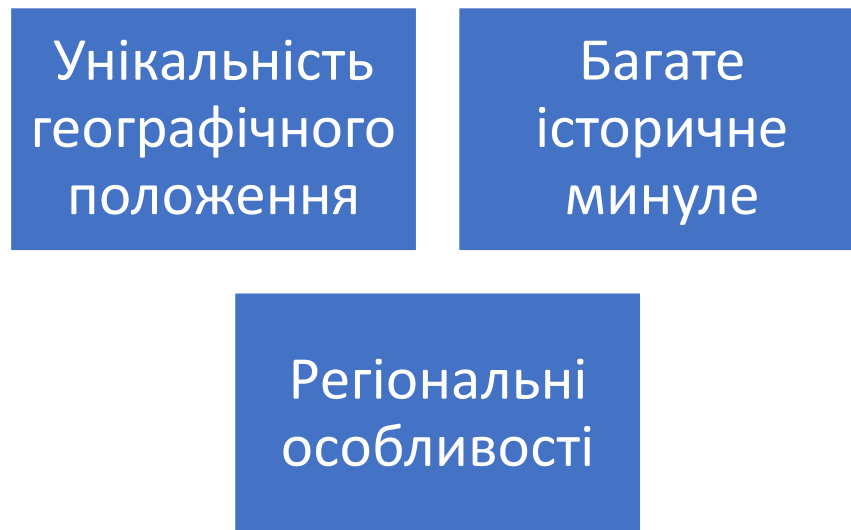 Унікальність
географічного
положення
Багате
історичне
минуле
Регіональні
особливості